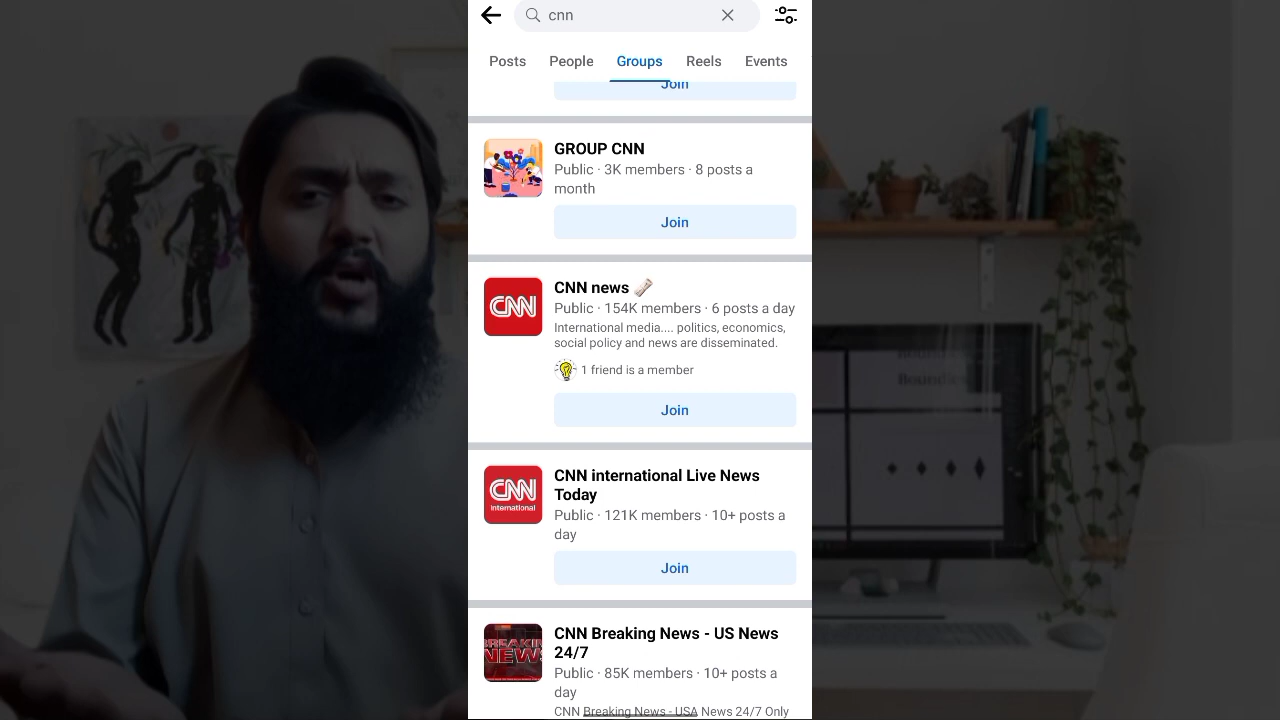 cnn
Posts People Groups Reels Events
Join
GROUP CNN
Public · 3K members · 8 posts a
month
Join
CNN
CNN news
Public · 154K members · 6 posts a day
International media.... politics, economics,
social policy and news are disseminated.
1 friend is a member
Join
CNN
International
CNN international Live News
Today
Public · 121K members · 10+ posts a
day
Join
BREAKIN
NEWS
CNN Breaking News - US News
24/7
Public · 85K members · 10+ posts a
day
CNN Breaking News - USA News 24/7 Only